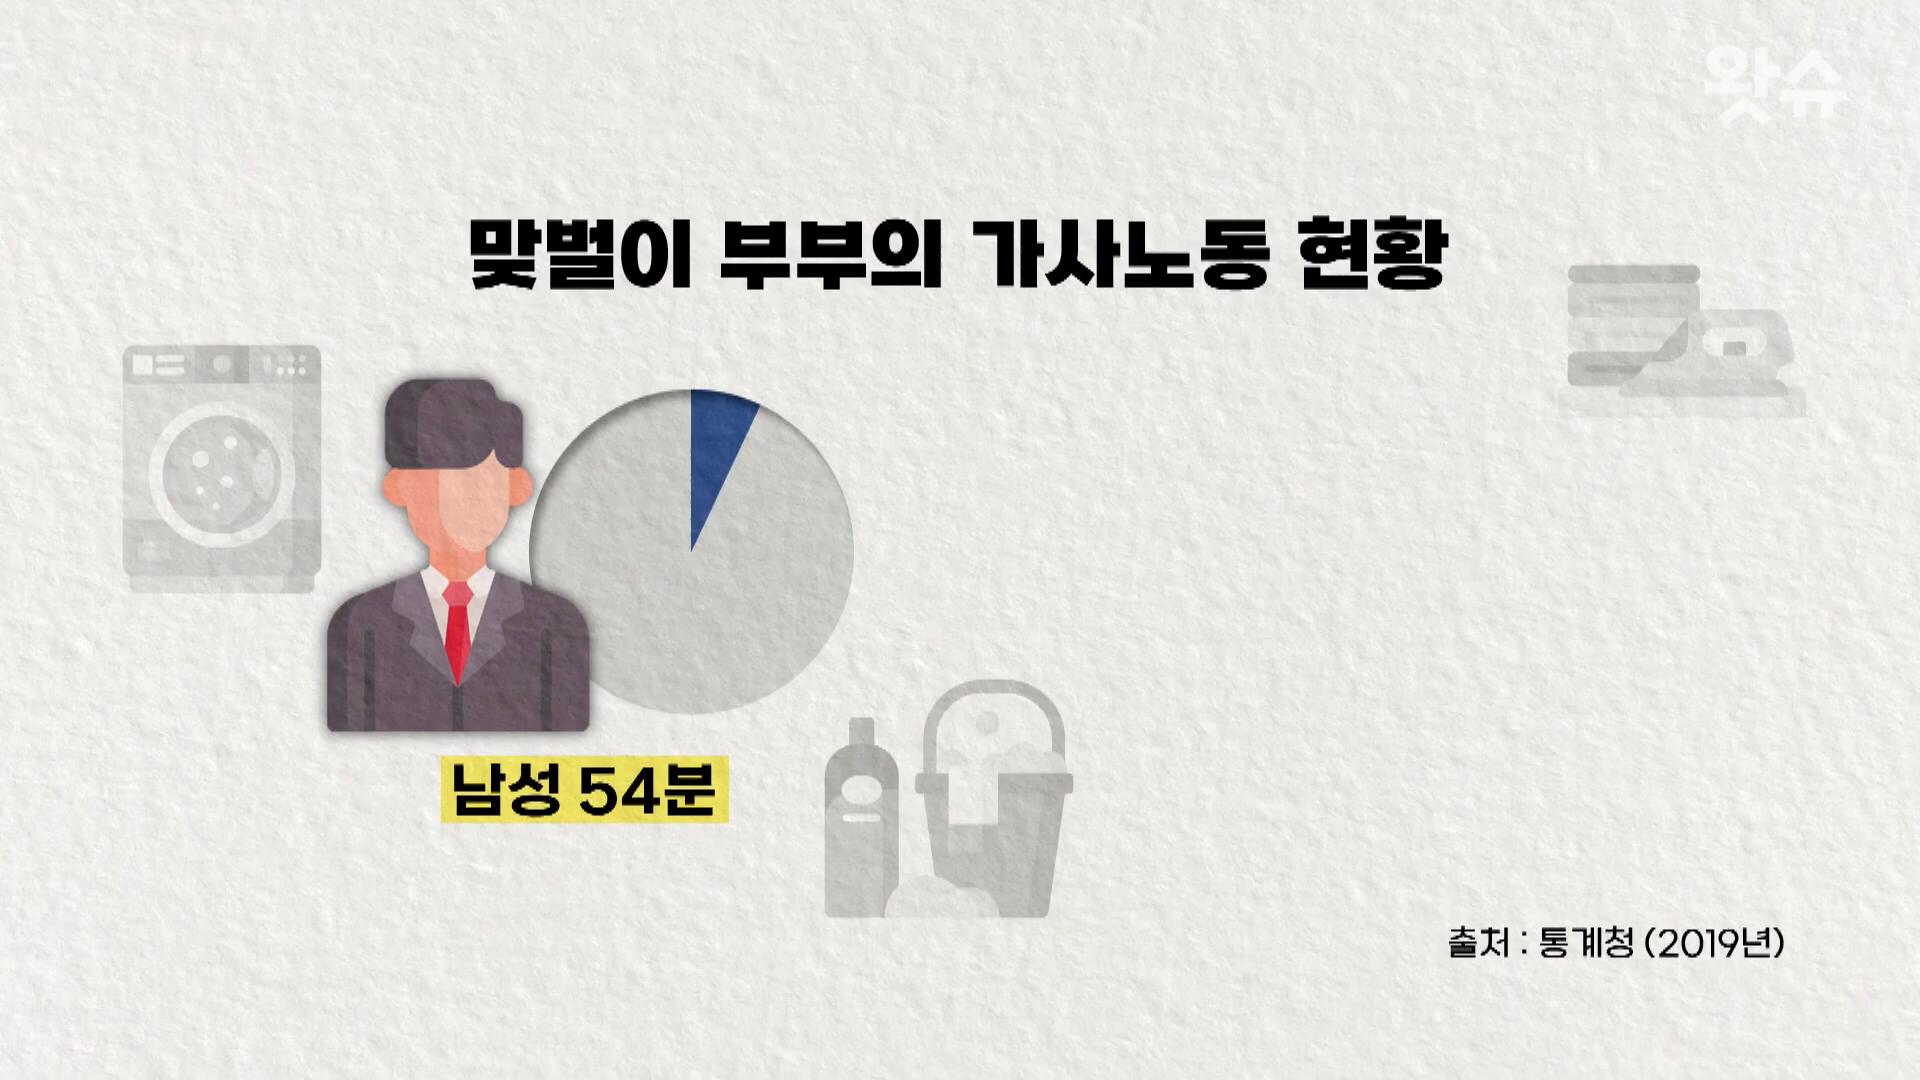 왓슈
맞벌이 부부의 가사노동 현황
남성 54분
출처 : 통계청 (2019년)